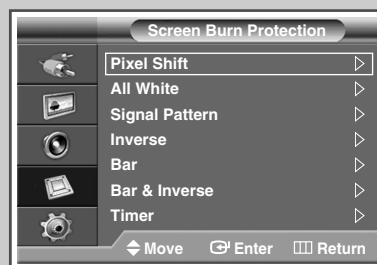 Screen Burn Protection
Pixel Shift
All White
Signal Pattern
Inverse
Bar
Bar & Inverse
Timer
Move Enter Return